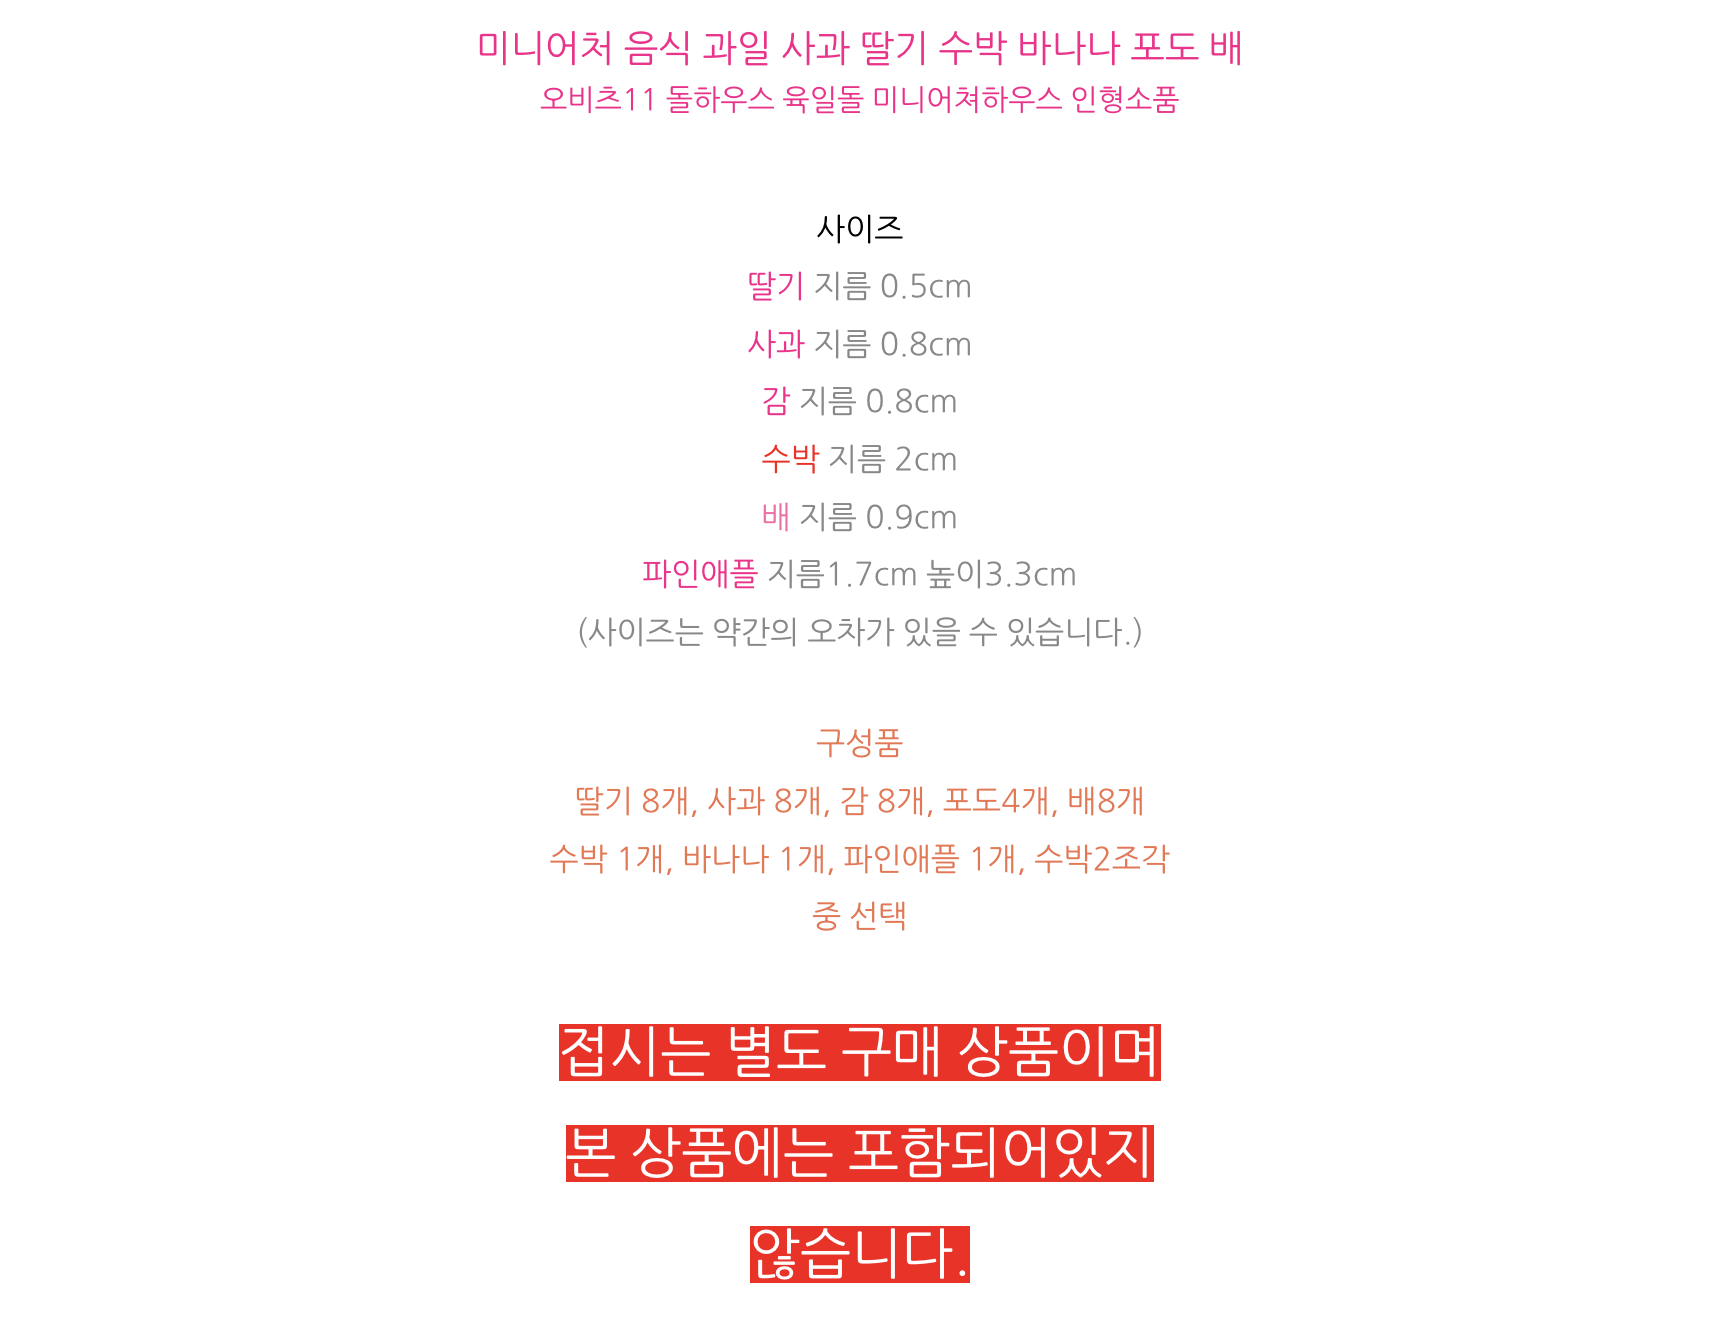 미니어처 음식 과일 사과 딸기 수박 바나나 포도 배
오비츠11 돌하우스 육일돌 미니어쳐하우스 인형소품
사이즈
딸기 지름 0.5cm
사과 지름 0.8cm
감 지름 0.8cm
수박 지름 2cm
배 지름 0.9cm
파인애플 지름1.7cm 높이3.3cm
(사이즈는 약간의 오차가 있을 수 있습니다.)
구성품
딸기 8개, 사과 8개, 감 8개, 포도4개, 배8개
수박 1개, 바나나 1개, 파인애플 1개, 수박2조각
중 선택
접시는 별도 구매 상품이며
본 상품에는 포함되어있지
않습니다.